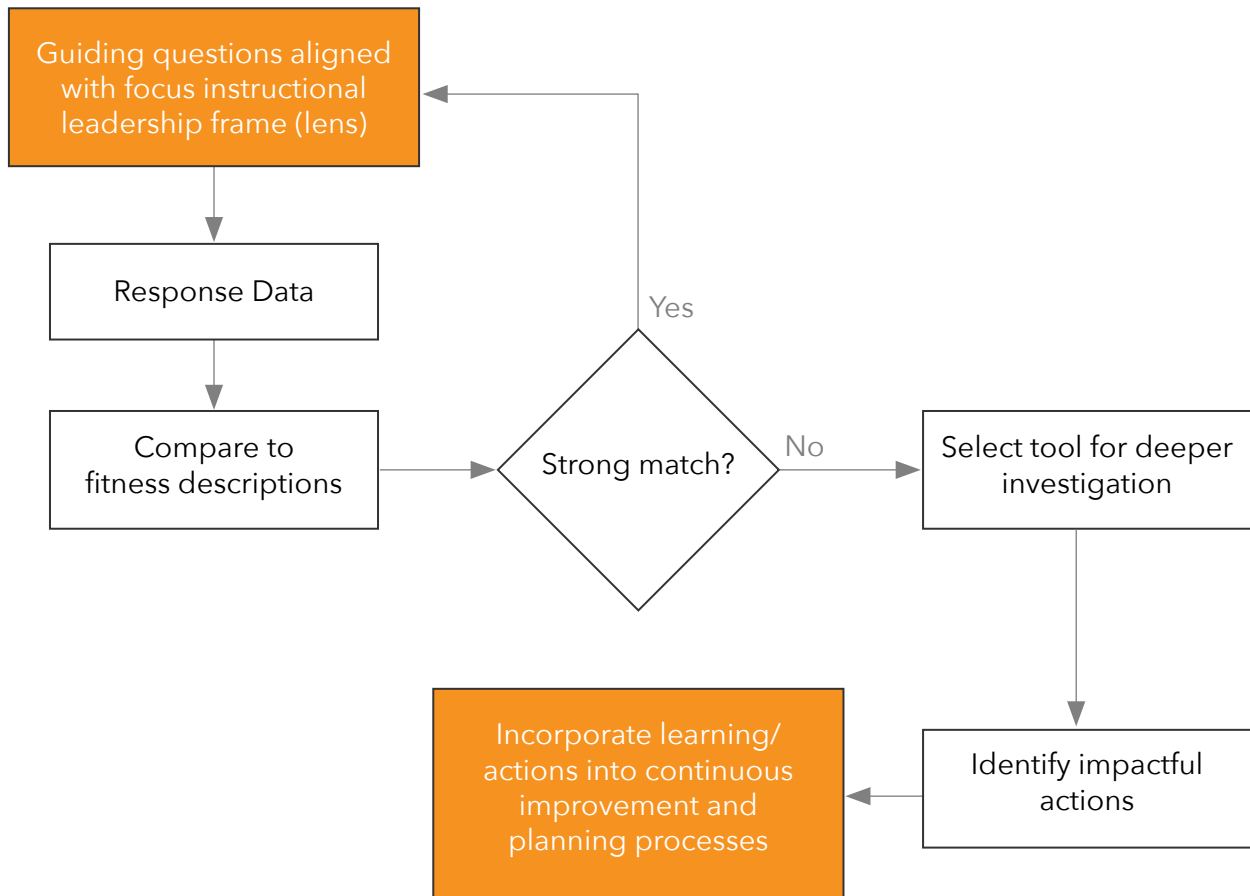 Guiding questions aligned
with focus instructional
leadership frame (lens)
Response Data
Compare to
fitness descriptions
Strong match?
Yes
No
Select tool for deeper
investigation
Identify impactful
actions
Incorporate learning/
actions into continuous
improvement and
planning processes